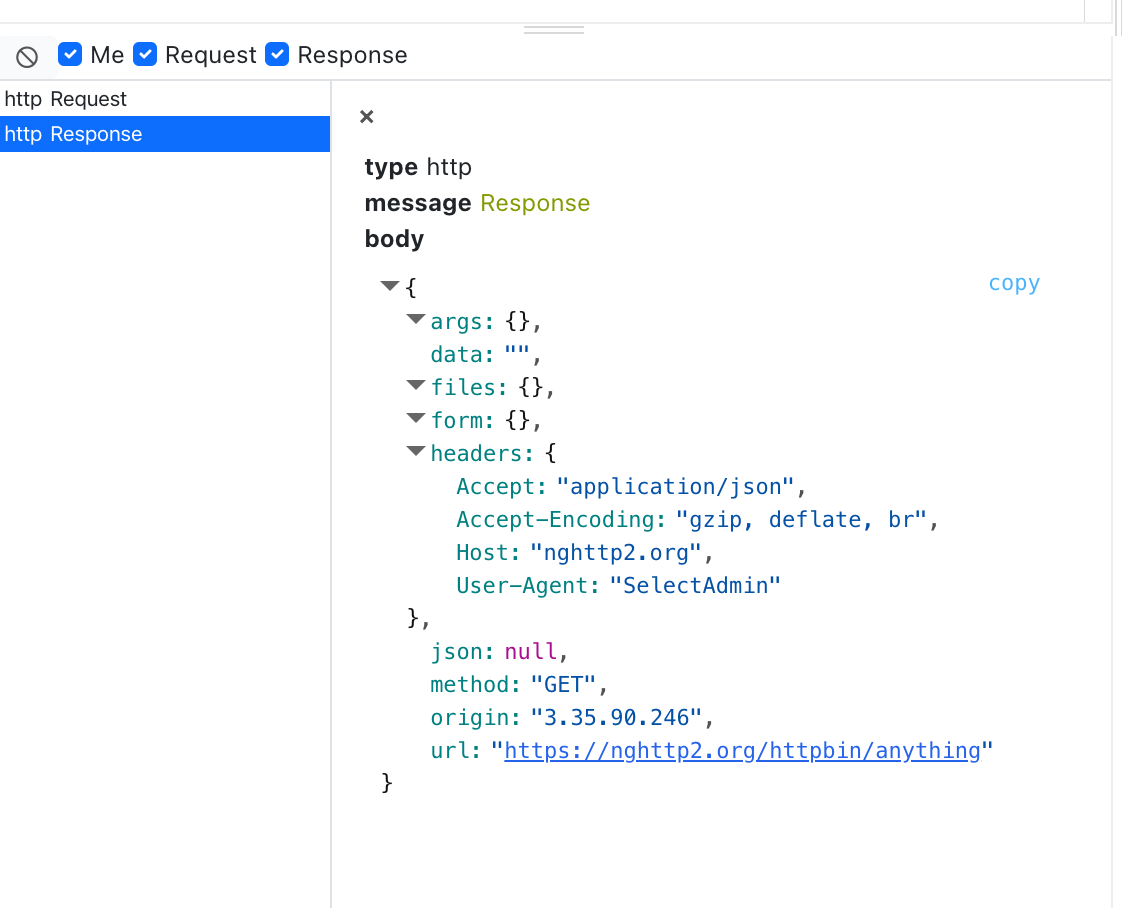 Me Request Response
http Request
http Response
×
type http
message Response
body
copy
{
args: {},
data: "",
files: {},
form: {},
headers: {
Accept: "application/json",
Accept-Encoding: "gzip, deflate, br",
Host: "nghttp2.org",
User-Agent: "SelectAdmin"
},
json: null,
method: "GET",
origin: "3.35.90.246",
url: "https://nghttp2.org/httpbin/anything"
}